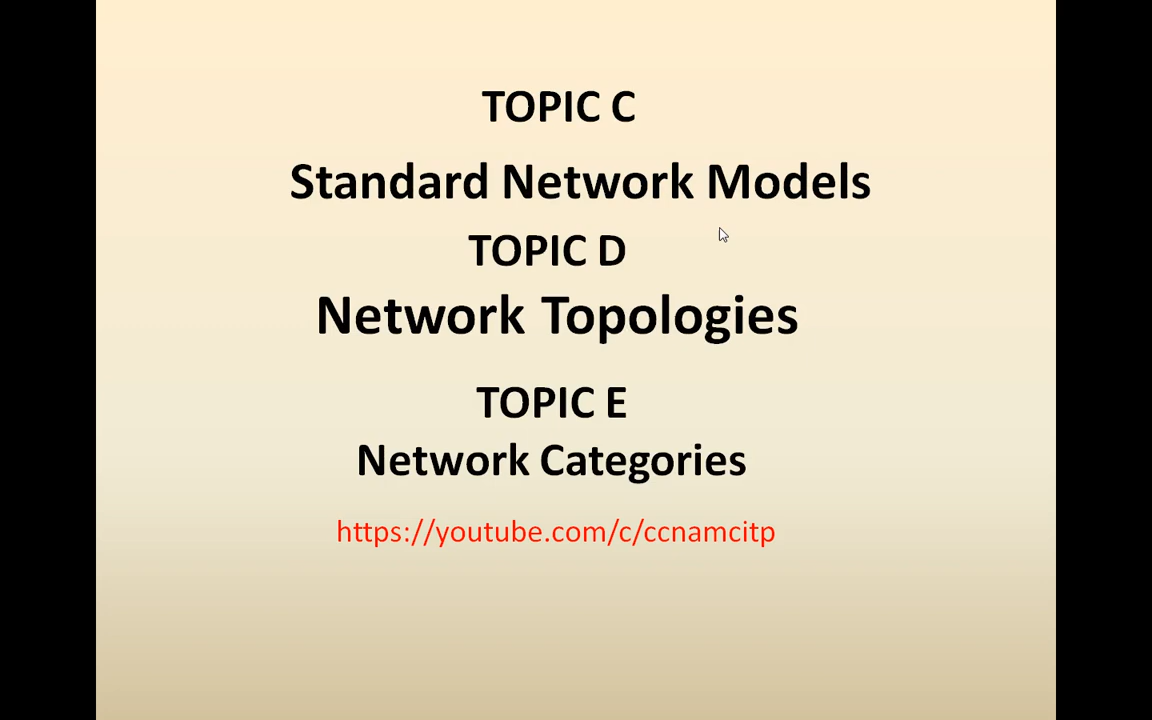 TOPIC C
Standard Network Models
TOPIC D
Network Topologies
TOPIC E
Network Categories
https://youtube.com/c/ccnamcitp